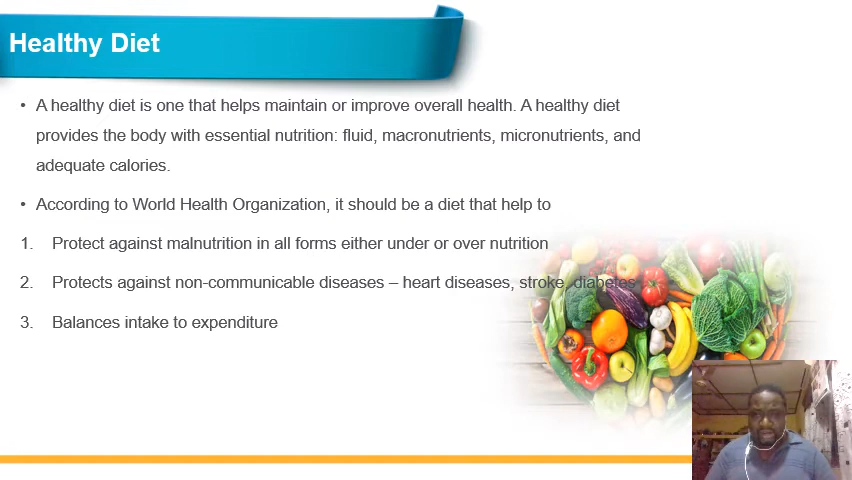 Healthy Diet
• A healthy diet is one that helps maintain or improve overall health. A healthy diet
provides the body with essential nutrition: fluid, macronutrients, micronutrients, and
adequate calories.
• According to World Health Organization, it should be a diet that help to
1. Protect against malnutrition in all forms either under or over nutrition
2. Protects against non-communicable diseases – heart diseases, stroke, diabetes
3. Balances intake to expenditure